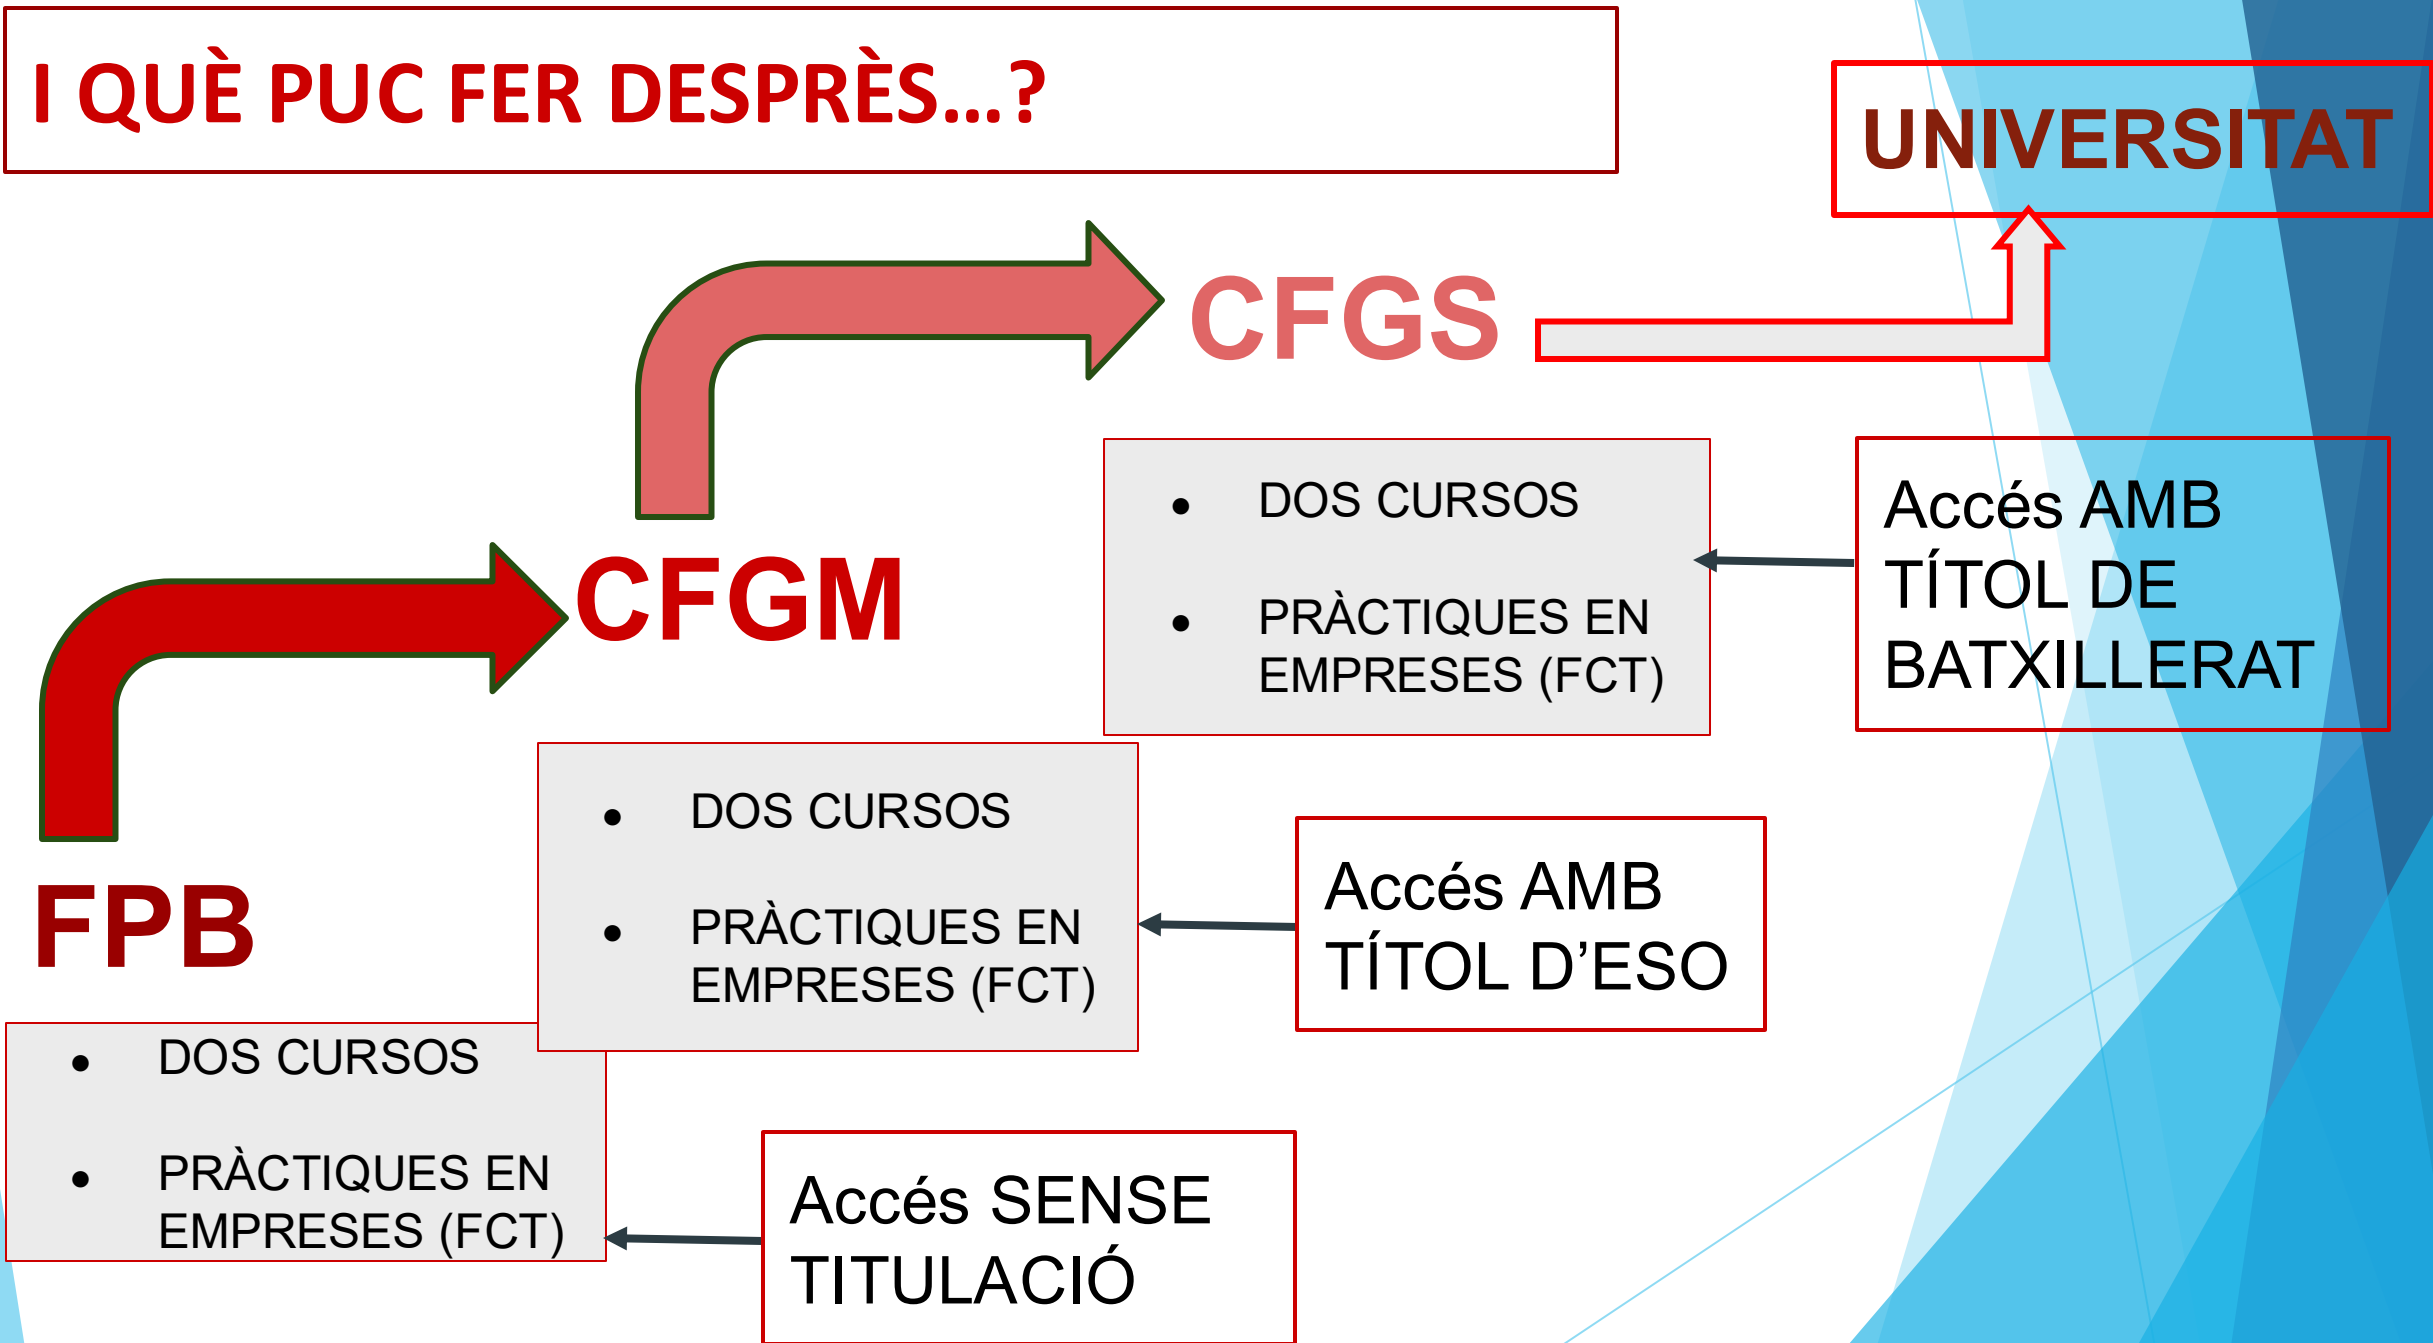 I QUÈ PUC FER DESPRÈS...?
UNIVERSITAT
CFGS
• DOS CURSOS
• PRÀCTIQUES EN
EMPRESES (FCT)
Accés AMB
TÍTOL DE
BATXILLERAT
CFGM
• DOS CURSOS
• PRÀCTIQUES EN
EMPRESES (FCT)
Accés AMB
TÍTOL D’ESO
FPB
• DOS CURSOS
• PRÀCTIQUES EN
EMPRESES (FCT)
Accés SENSE
TITULACIÓ